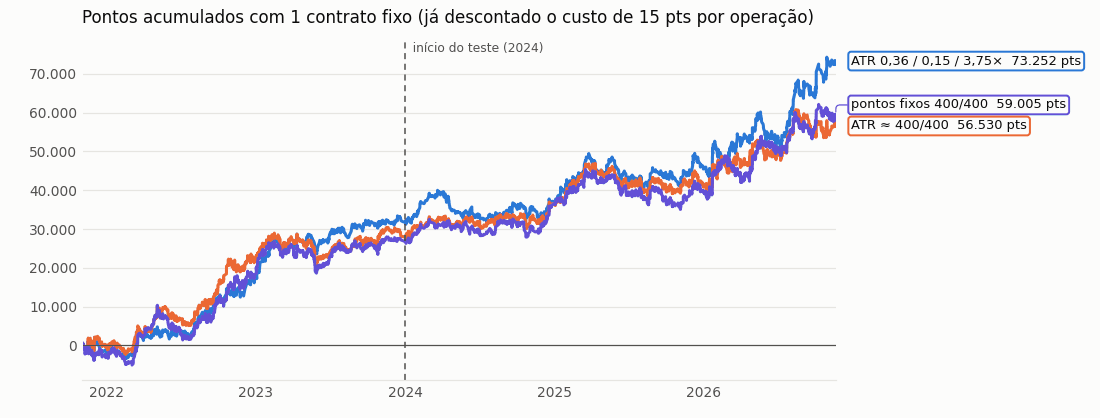 Pontos acumulados com 1 contrato fixo (já descontado o custo de 15 pts por operação)
início do teste (2024)
70.000
60.000
50.000
40.000
30.000
20.000
10.000
0
2022
2023
2024
2025
2026
ATR 0,36 / 0,15 / 3,75× 73.252 pts
pontos fixos 400/400 59.005 pts
ATR ≈ 400/400 56.530 pts